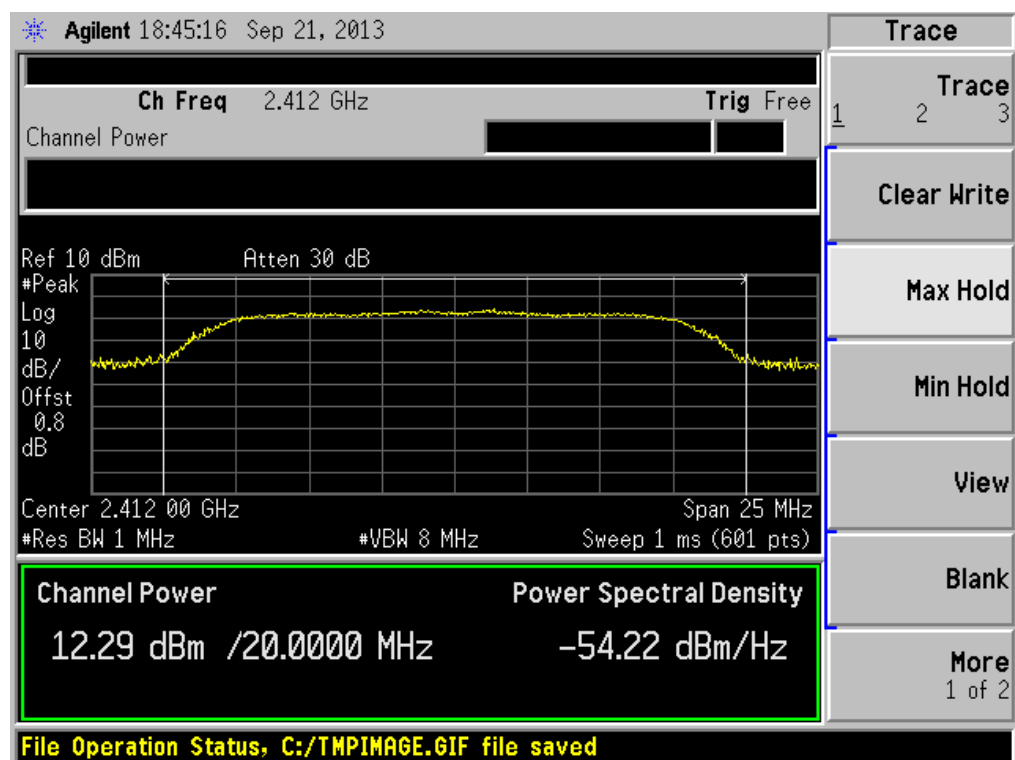 Agilent 18:45:16 Sep 21, 2013
Trace
Ch Freq 2.412 GHz
Trig Free
Channel Power
Trace
1 2 3
Clear Write
Max Hold
Min Hold
View
Blank
More
1 of 2
Ref 10 dBm
Atten 30 dB
#Peak
Log
10
dB/
Offst
0.8
dB
Center 2.412 00 GHz
Span 25 MHz
#Res BW 1 MHz
#VBW 8 MHz
Sweep 1 ms (601 pts)
Channel Power
Power Spectral Density
12.29 dBm /20.0000 MHz
-54.22 dBm/Hz
File Operation Status, C:/TMPIMAGE.GIF file saved